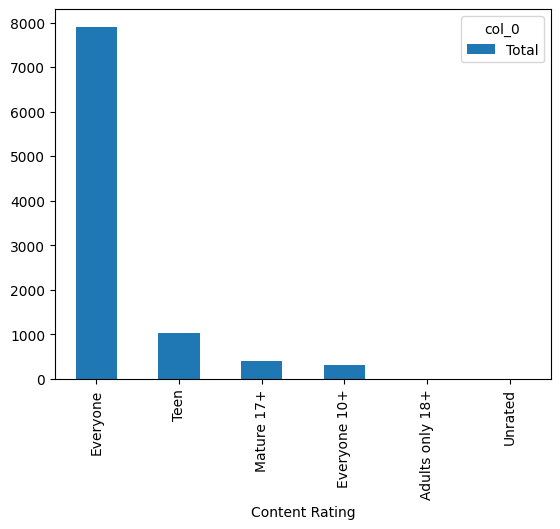 col_0
Total
8000
7000
6000
5000
4000
3000
2000
1000
0
Everyone
Teen
Mature 17+
Everyone 10+
Adults only 18+
Unrated
Content Rating